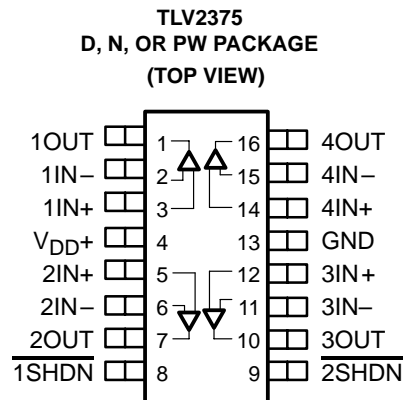 TLV2375
D, N, OR PW PACKAGE
(TOP VIEW)
1OUT 1 16 4OUT
1IN− 2 15 4IN−
1IN+ 3 14 4IN+
VDD+ 4 13 GND
2IN+ 5 12 3IN+
2IN− 6 11 3IN−
2OUT 7 10 3OUT
1SHDN 8 9 2SHDN